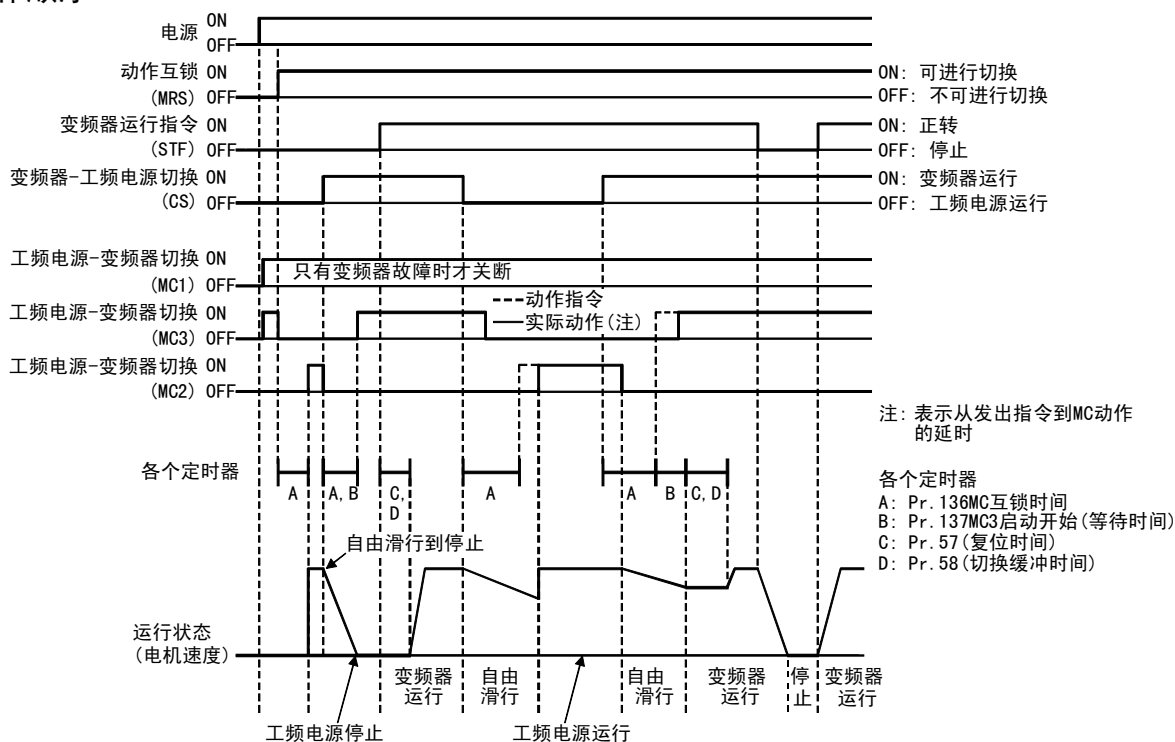 电源 ON
OFF
动作互锁 ON
(MRS) OFF
ON: 可进行切换
OFF: 不可进行切换
变频器运行指令 ON
(STF) OFF
ON: 正转
OFF: 停止
变频器-工频电源切换 ON
(CS) OFF
ON: 变频器运行
OFF: 工频电源运行
工频电源-变频器切换 ON
(MC1) OFF
只有变频器故障时才关断
工频电源-变频器切换 ON
(MC3) OFF
动作指令
实际动作(注)
工频电源-变频器切换 ON
(MC2) OFF
注: 表示从发出指令到MC动作
的延时
各个定时器
A
A, B
C,
D
A
A
B
C, D
各个定时器
A: Pr.136MC互锁时间
B: Pr.137MC3启动开始(等待时间)
C: Pr.57(复位时间)
D: Pr.58(切换缓冲时间)
自由滑行到停止
运行状态
(电机速度)
变频器
运行
自由
滑行
自由
滑行
变频器
运行
停
止
变频器
运行
工频电源停止
工频电源运行